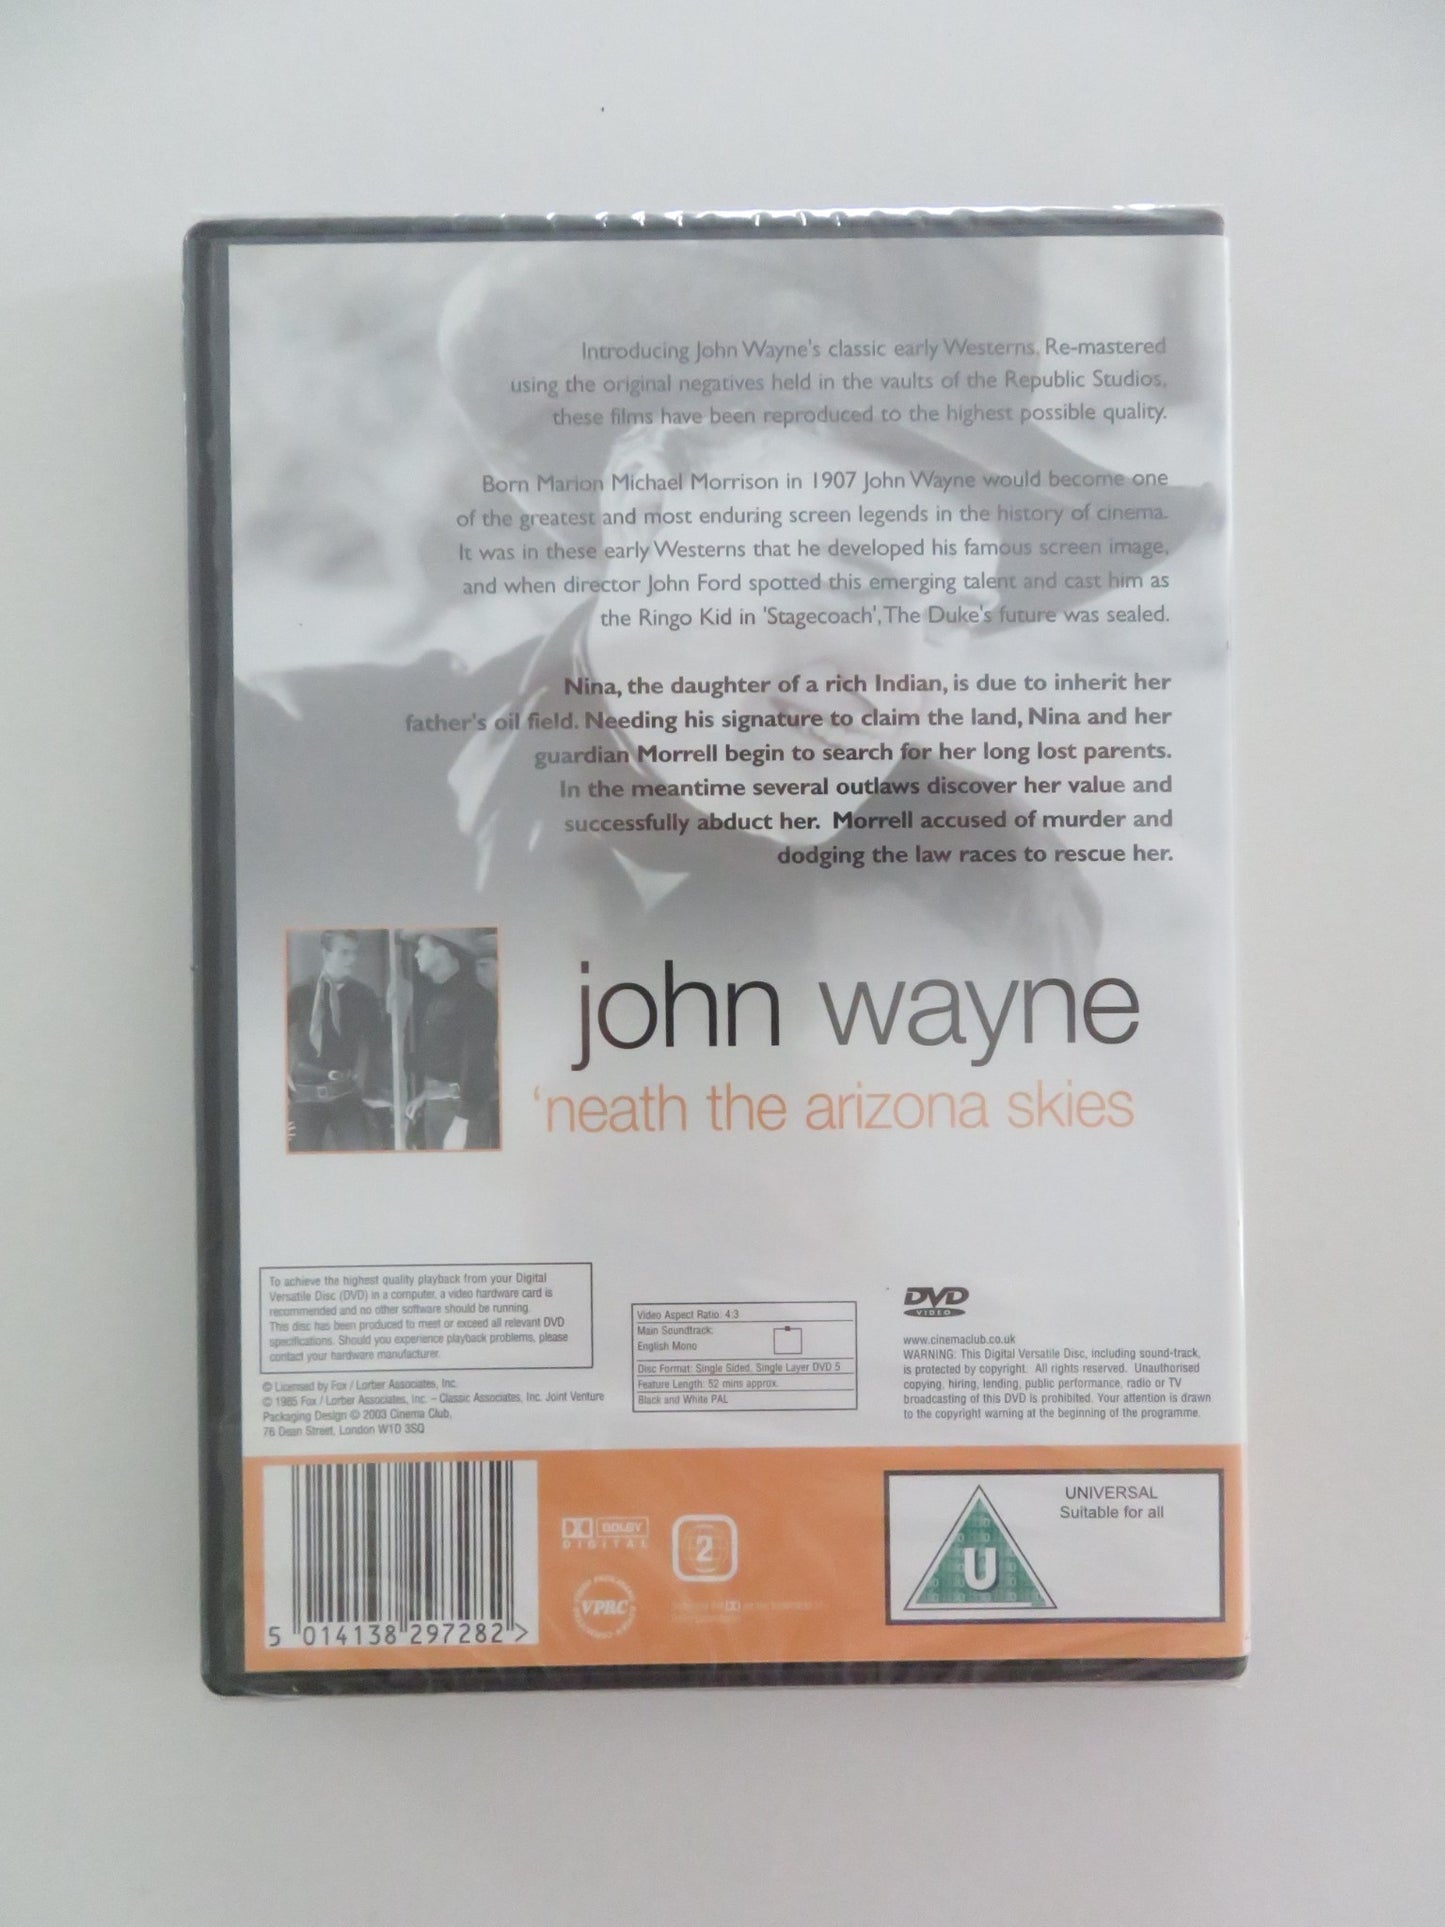 Introducing John Wayne's classic early Westerns. Re-mastered
using the original negatives held in the vaults of the Republic Studios,
these films have been reproduced to the highest possible quality.
Born Marion Michael Morrison in 1907 John Wayne would become one
of the greatest and most enduring screen legends in the history of cinema.
It was in these early Westerns that he developed his famous screen image,
and when director John Ford spotted this emerging talent and cast him as
the Ringo Kid in 'Stagecoach', The Duke's future was sealed.
Nina, the daughter of a rich Indian, is due to inherit her
father's oil field. Needing his signature to claim the land, Nina and her
guardian Morrell begin to search for her long lost parents.
In the meantime several outlaws discover her value and
successfully abduct her. Morrell accused of murder and
dodging the law races to rescue her.
john wayne
'neath the arizona skies
To achieve the highest quality playback from your Digital
Versatile Disc (DVD) in a computer, a video hardware card is
recommended and no other software should be running.
This disc has been produced to meet or exceed all relevant DVD
specifications. Should you experience playback problems, please
contact your hardware manufacturer.
© Licensed by Fox / Lorber Associates, Inc.
© 1985 Fox / Lorber Associates, Inc. – Classic Associates, Inc. Joint Venture
Packaging Design © 2003 Cinema Club,
76 Dean Street, London W1D 3SQ
Video Aspect Ratio: 4:3
Main Soundtrack:
English Mono
Disc Format: Single Sided, Single Layer DVD 5
Feature Length: 52 mins approx.
Black and White PAL
DVD
VIDEO
www.cinemaclub.co.uk
WARNING: This Digital Versatile Disc, including sound-track,
is protected by copyright. All rights reserved. Unauthorised
copying, hiring, lending, public performance, radio or TV
broadcasting of this DVD is prohibited. Your attention is drawn
to the copyright warning at the beginning of the programme.
5 014138 297282 >
DOLBY
DIGITAL
VPRC
2
U
UNIVERSAL
Suitable for all